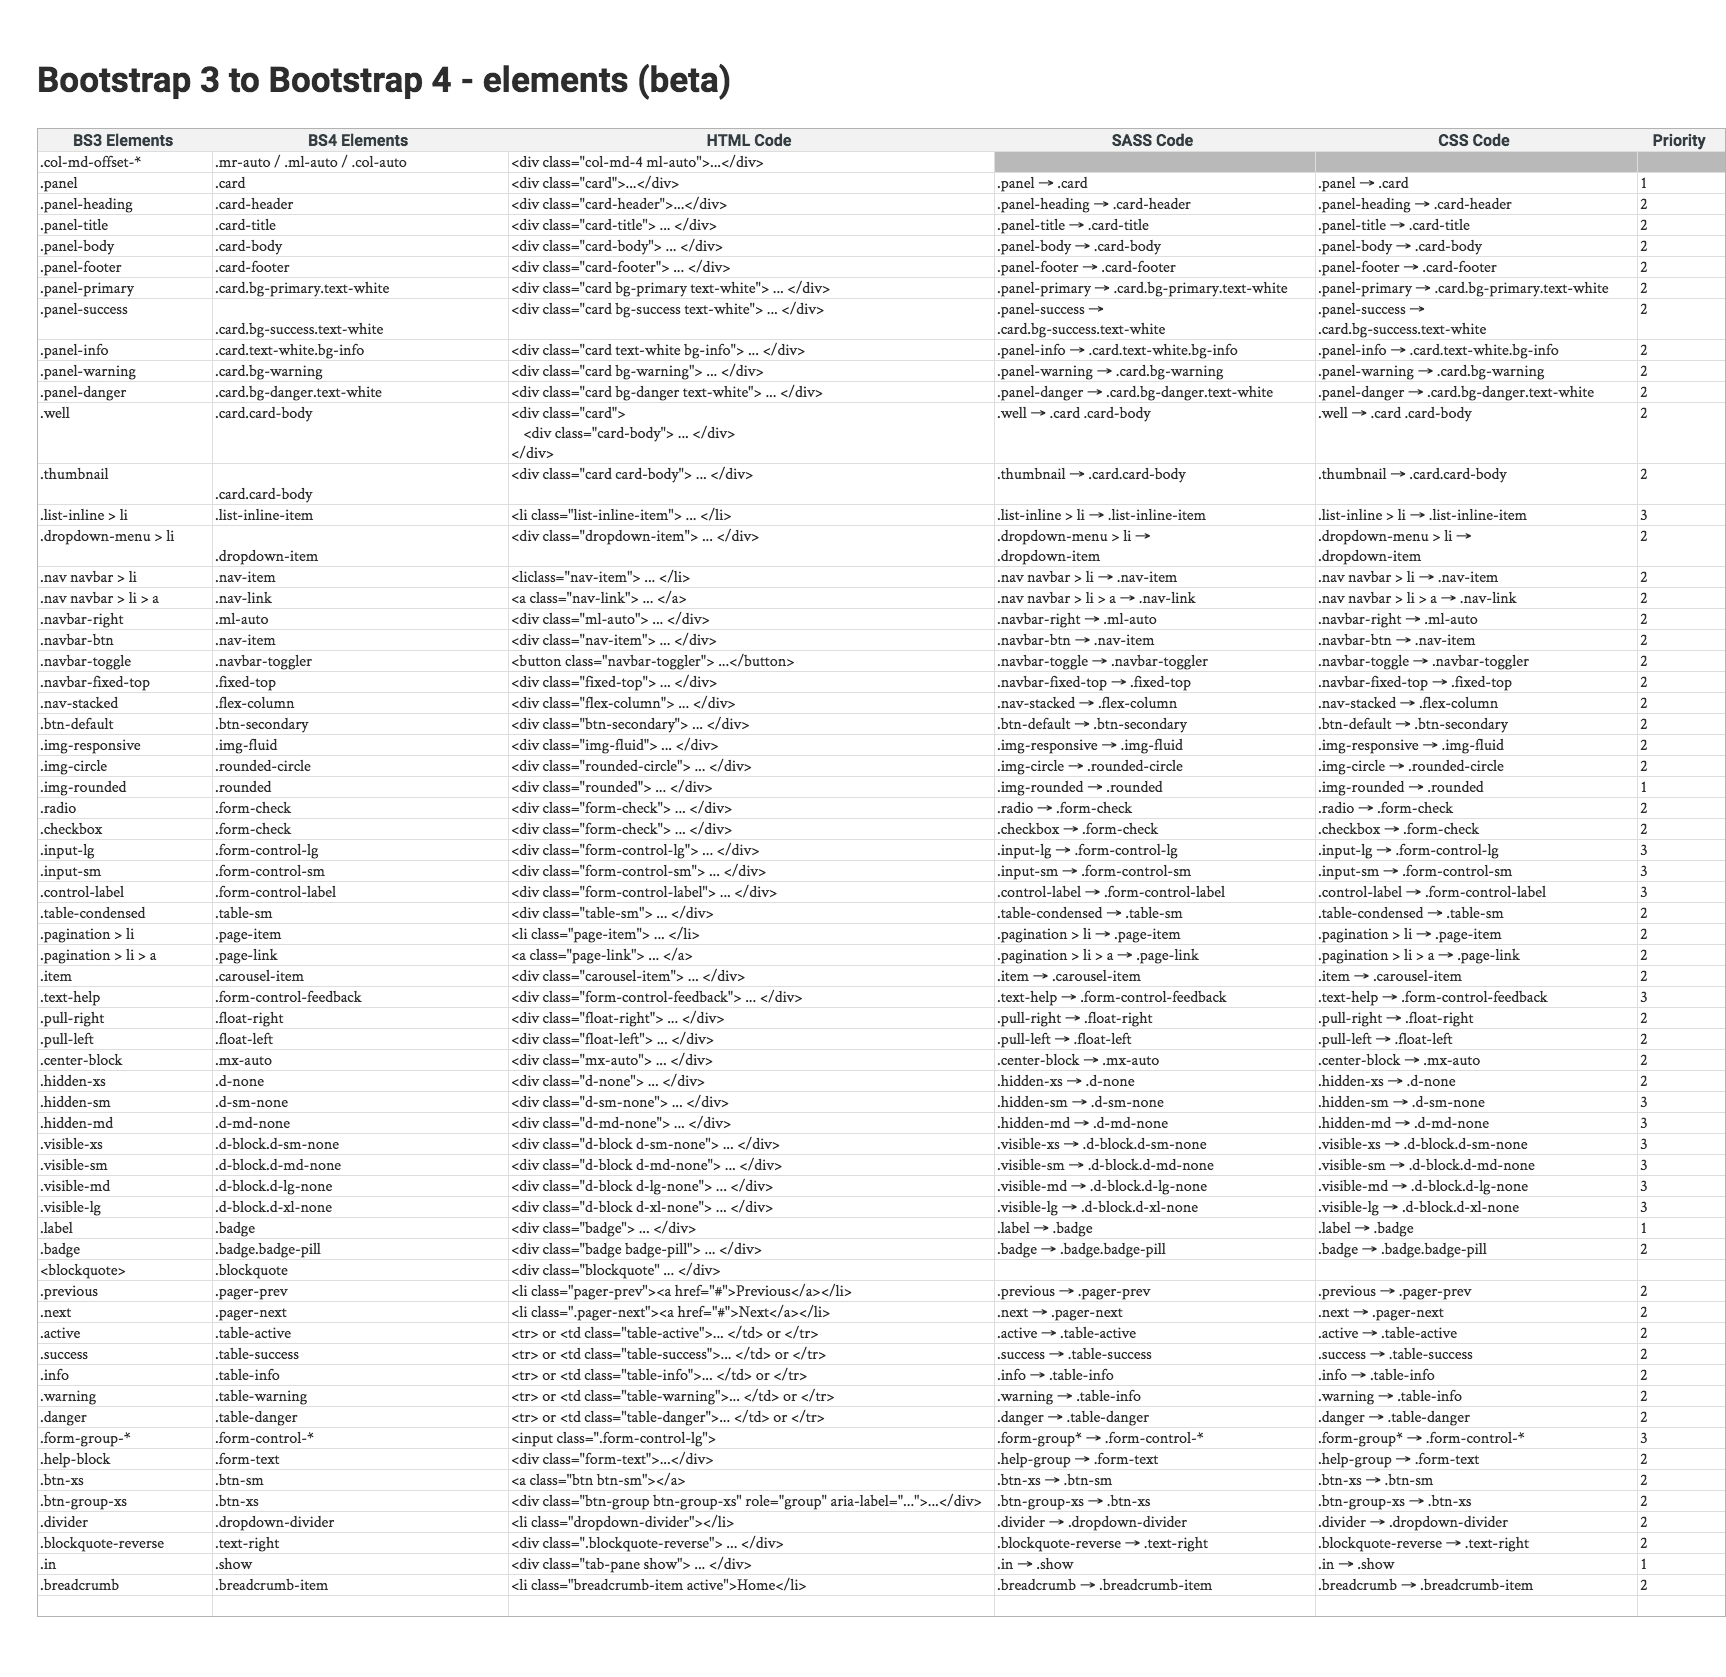 Bootstrap 3 to Bootstrap 4 - elements (beta)
BS3 Elements BS4 Elements HTML Code SASS Code CSS Code Priority
.col-md-offset-* .mr-auto / .ml-auto / .col-auto <div class="col-md-4 ml-auto">...</div>
.panel .card <div class="card">...</div> .panel → .card .panel → .card 1
.panel-heading .card-header <div class="card-header">...</div> .panel-heading → .card-header .panel-heading → .card-header 2
.panel-title .card-title <div class="card-title"> ... </div> .panel-title → .card-title .panel-title → .card-title 2
.panel-body .card-body <div class="card-body"> ... </div> .panel-body → .card-body .panel-body → .card-body 2
.panel-footer .card-footer <div class="card-footer"> ... </div> .panel-footer → .card-footer .panel-footer → .card-footer 2
.panel-primary .card.bg-primary.text-white <div class="card bg-primary text-white"> ... </div> .panel-primary → .card.bg-primary.text-white .panel-primary → .card.bg-primary.text-white 2
.panel-success <div class="card bg-success text-white"> ... </div> .panel-success → .panel-success → 2
.card.bg-success.text-white .card.bg-success.text-white .card.bg-success.text-white
.panel-info .card.text-white.bg-info <div class="card text-white bg-info"> ... </div> .panel-info → .card.text-white.bg-info .panel-info → .card.text-white.bg-info 2
.panel-warning .card.bg-warning <div class="card bg-warning"> ... </div> .panel-warning → .card.bg-warning .panel-warning → .card.bg-warning 2
.panel-danger .card.bg-danger.text-white <div class="card bg-danger text-white"> ... </div> .panel-danger → .card.bg-danger.text-white .panel-danger → .card.bg-danger.text-white 2
.well .card.card-body <div class="card"> .well → .card .card-body .well → .card .card-body 2
<div class="card-body"> ... </div>
</div>
.thumbnail <div class="card card-body"> ... </div> .thumbnail → .card.card-body .thumbnail → .card.card-body 2
.card.card-body
.list-inline > li .list-inline-item <li class="list-inline-item"> ... </li> .list-inline > li → .list-inline-item .list-inline > li → .list-inline-item 3
.dropdown-menu > li <div class="dropdown-item"> ... </div> .dropdown-menu > li → .dropdown-menu > li → 2
.dropdown-item .dropdown-item .dropdown-item
.nav navbar > li .nav-item <liclass="nav-item"> ... </li> .nav navbar > li → .nav-item .nav navbar > li → .nav-item 2
.nav navbar > li > a .nav-link <a class="nav-link"> ... </a> .nav navbar > li > a → .nav-link .nav navbar > li > a → .nav-link 2
.navbar-right .ml-auto <div class="ml-auto"> ... </div> .navbar-right → .ml-auto .navbar-right → .ml-auto 2
.navbar-btn .nav-item <div class="nav-item"> ... </div> .navbar-btn → .nav-item .navbar-btn → .nav-item 2
.navbar-toggle .navbar-toggler <button class="navbar-toggler"> ...</button> .navbar-toggle → .navbar-toggler .navbar-toggle → .navbar-toggler 2
.navbar-fixed-top .fixed-top <div class="fixed-top"> ... </div> .navbar-fixed-top → .fixed-top .navbar-fixed-top → .fixed-top 2
.nav-stacked .flex-column <div class="flex-column"> ... </div> .nav-stacked → .flex-column .nav-stacked → .flex-column 2
.btn-default .btn-secondary <div class="btn-secondary"> ... </div> .btn-default → .btn-secondary .btn-default → .btn-secondary 2
.img-responsive .img-fluid <div class="img-fluid"> ... </div> .img-responsive → .img-fluid .img-responsive → .img-fluid 2
.img-circle .rounded-circle <div class="rounded-circle"> ... </div> .img-circle → .rounded-circle .img-circle → .rounded-circle 2
.img-rounded .rounded <div class="rounded"> ... </div> .img-rounded → .rounded .img-rounded → .rounded 1
.radio .form-check <div class="form-check"> ... </div> .radio → .form-check .radio → .form-check 2
.checkbox .form-check <div class="form-check"> ... </div> .checkbox → .form-check .checkbox → .form-check 2
.input-lg .form-control-lg <div class="form-control-lg"> ... </div> .input-lg → .form-control-lg .input-lg → .form-control-lg 3
.input-sm .form-control-sm <div class="form-control-sm"> ... </div> .input-sm → .form-control-sm .input-sm → .form-control-sm 3
.control-label .form-control-label <div class="form-control-label"> ... </div> .control-label → .form-control-label .control-label → .form-control-label 3
.table-condensed .table-sm <div class="table-sm"> ... </div> .table-condensed → .table-sm .table-condensed → .table-sm 2
.pagination > li .page-item <li class="page-item"> ... </li> .pagination > li → .page-item .pagination > li → .page-item 2
.pagination > li > a .page-link <a class="page-link"> ... </a> .pagination > li > a → .page-link .pagination > li > a → .page-link 2
.item .carousel-item <div class="carousel-item"> ... </div> .item → .carousel-item .item → .carousel-item 2
.text-help .form-control-feedback <div class="form-control-feedback"> ... </div> .text-help → .form-control-feedback .text-help → .form-control-feedback 3
.pull-right .float-right <div class="float-right"> ... </div> .pull-right → .float-right .pull-right → .float-right 2
.pull-left .float-left <div class="float-left"> ... </div> .pull-left → .float-left .pull-left → .float-left 2
.center-block .mx-auto <div class="mx-auto"> ... </div> .center-block → .mx-auto .center-block → .mx-auto 2
.hidden-xs .d-none <div class="d-none"> ... </div> .hidden-xs → .d-none .hidden-xs → .d-none 2
.hidden-sm .d-sm-none <div class="d-sm-none"> ... </div> .hidden-sm → .d-sm-none .hidden-sm → .d-sm-none 3
.hidden-md .d-md-none <div class="d-md-none"> ... </div> .hidden-md → .d-md-none .hidden-md → .d-md-none 3
.visible-xs .d-block.d-sm-none <div class="d-block d-sm-none"> ... </div> .visible-xs → .d-block.d-sm-none .visible-xs → .d-block.d-sm-none 3
.visible-sm .d-block.d-md-none <div class="d-block d-md-none"> ... </div> .visible-sm → .d-block.d-md-none .visible-sm → .d-block.d-md-none 3
.visible-md .d-block.d-lg-none <div class="d-block d-lg-none"> ... </div> .visible-md → .d-block.d-lg-none .visible-md → .d-block.d-lg-none 3
.visible-lg .d-block.d-xl-none <div class="d-block d-xl-none"> ... </div> .visible-lg → .d-block.d-xl-none .visible-lg → .d-block.d-xl-none 3
.label .badge <div class="badge"> ... </div> .label → .badge .label → .badge 1
.badge .badge.badge-pill <div class="badge badge-pill"> ... </div> .badge → .badge.badge-pill .badge → .badge.badge-pill 2
<blockquote> .blockquote <div class="blockquote" ... </div>
.previous .pager-prev <li class="pager-prev"><a href="#">Previous</a></li> .previous → .pager-prev .previous → .pager-prev 2
.next .pager-next <li class=".pager-next"><a href="#">Next</a></li> .next → .pager-next .next → .pager-next 2
.active .table-active <tr> or <td class="table-active">... </td> or </tr> .active → .table-active .active → .table-active 2
.success .table-success <tr> or <td class="table-success">... </td> or </tr> .success → .table-success .success → .table-success 2
.info .table-info <tr> or <td class="table-info">... </td> or </tr> .info → .table-info .info → .table-info 2
.warning .table-warning <tr> or <td class="table-warning">... </td> or </tr> .warning → .table-info .warning → .table-info 2
.danger .table-danger <tr> or <td class="table-danger">... </td> or </tr> .danger → .table-danger .danger → .table-danger 2
.form-group-* .form-control-* <input class=".form-control-lg"> .form-group* → .form-control-* .form-group* → .form-control-* 3
.help-block .form-text <div class="form-text">...</div> .help-group → .form-text .help-group → .form-text 2
.btn-xs .btn-sm <a class="btn btn-sm"></a> .btn-xs → .btn-sm .btn-xs → .btn-sm 2
.btn-group-xs .btn-xs <div class="btn-group btn-group-xs" role="group" aria-label="...">...</div> .btn-group-xs → .btn-xs .btn-group-xs → .btn-xs 2
.divider .dropdown-divider <li class="dropdown-divider"></li> .divider → .dropdown-divider .divider → .dropdown-divider 2
.blockquote-reverse .text-right <div class=".blockquote-reverse"> ... </div> .blockquote-reverse → .text-right .blockquote-reverse → .text-right 2
.in .show <div class="tab-pane show"> ... </div> .in → .show .in → .show 1
.breadcrumb .breadcrumb-item <li class="breadcrumb-item active">Home</li> .breadcrumb → .breadcrumb-item .breadcrumb → .breadcrumb-item 2